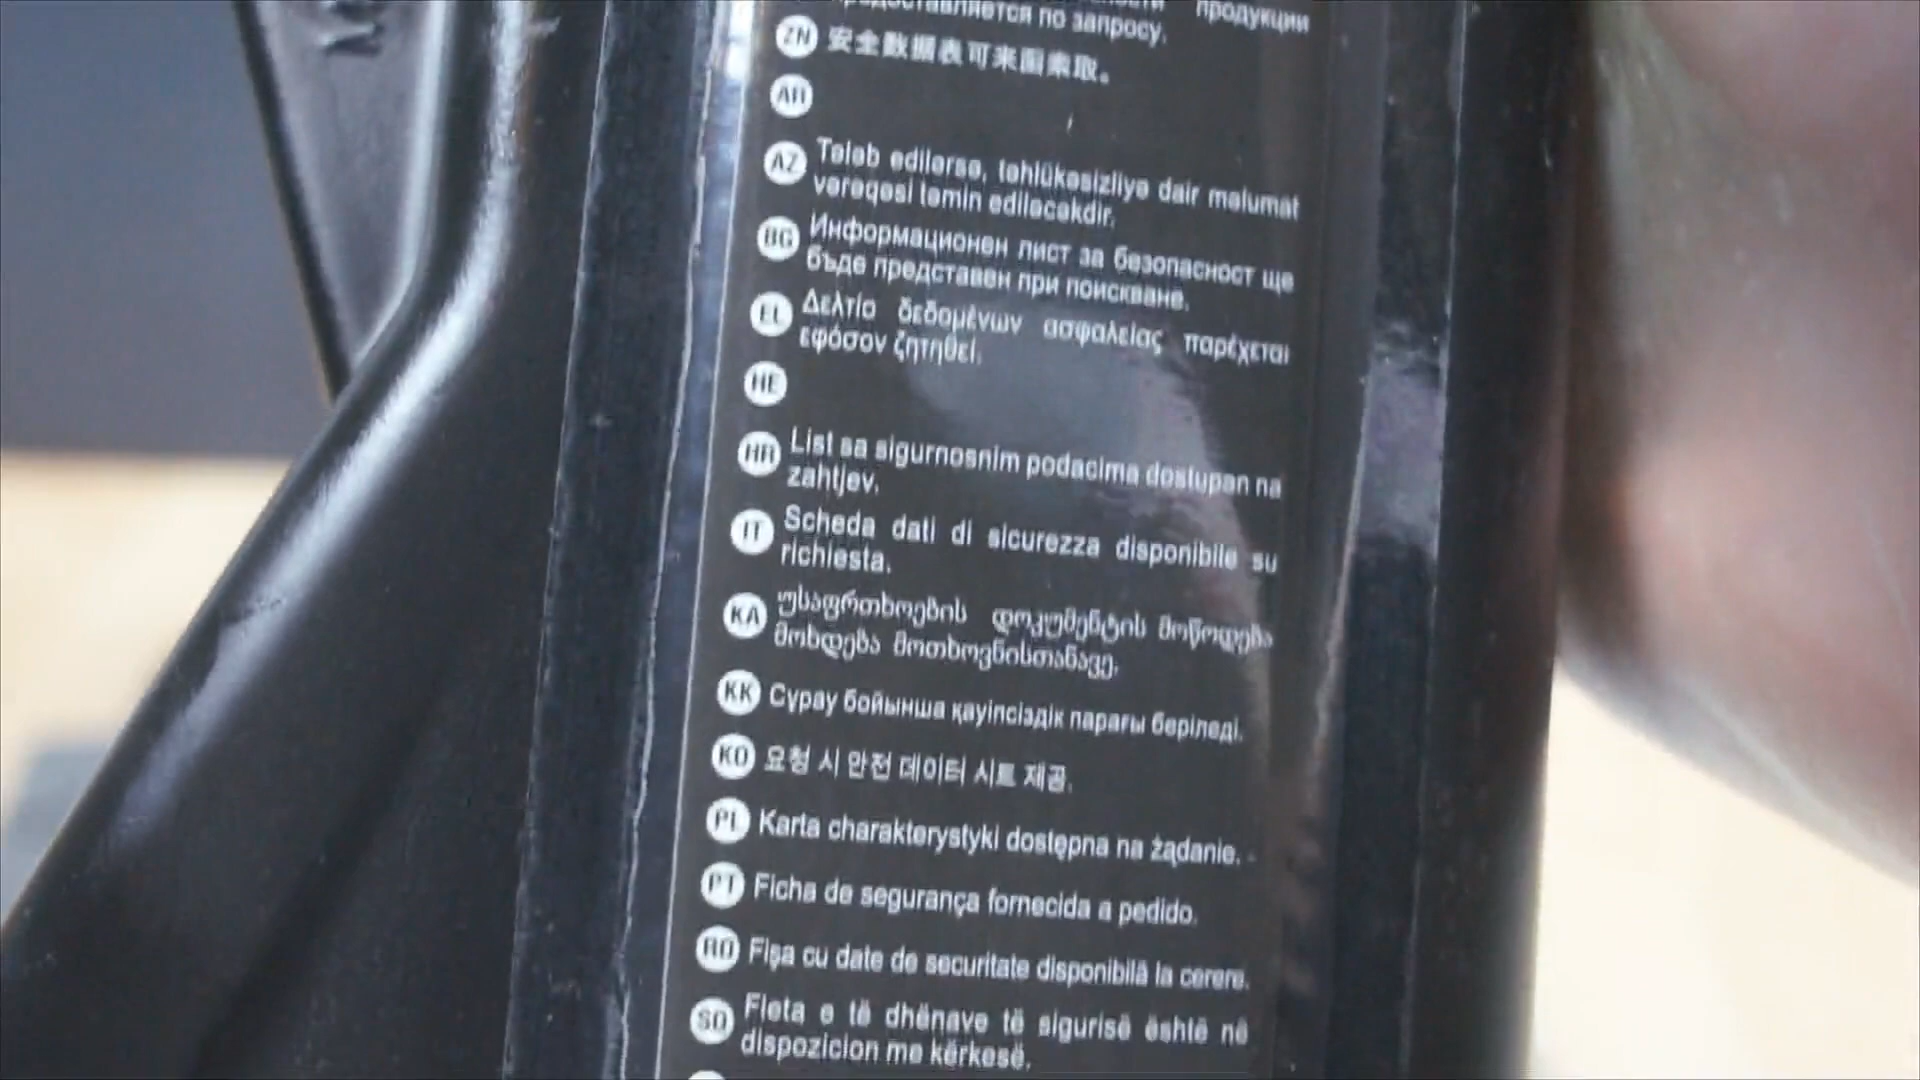 продукции
предоставляется по запросу.
ZH 安全数据表可来函索取。
AR
AZ Tələb edilərsə, təhlükəsizliyə dair məlumat
vərəqəsi təmin ediləcəkdir.
BG Информационен лист за безопасност ще
бъде представен при поискване.
EL Δελτίο δεδομένων ασφαλείας παρέχεται
εφόσον ζητηθεί.
HE
HR List sa sigurnosnim podacima dostupan na
zahtjev.
IT Scheda dati di sicurezza disponibile su
richiesta.
KA უსაფრთხოების დოკუმენტის მოწოდება
მოხდება მოთხოვნისთანავე.
KK Сұрау бойынша қауіпсіздік парағы беріледі.
KO 요청 시 안전 데이터 시트 제공.
PL Karta charakterystyki dostępna na żądanie. -
PT Ficha de segurança fornecida a pedido.
RO Fişa cu date de securitate disponibilă la cerere.
SQ Fleta e të dhënave të sigurisë është në
dispozicion me kërkesë.